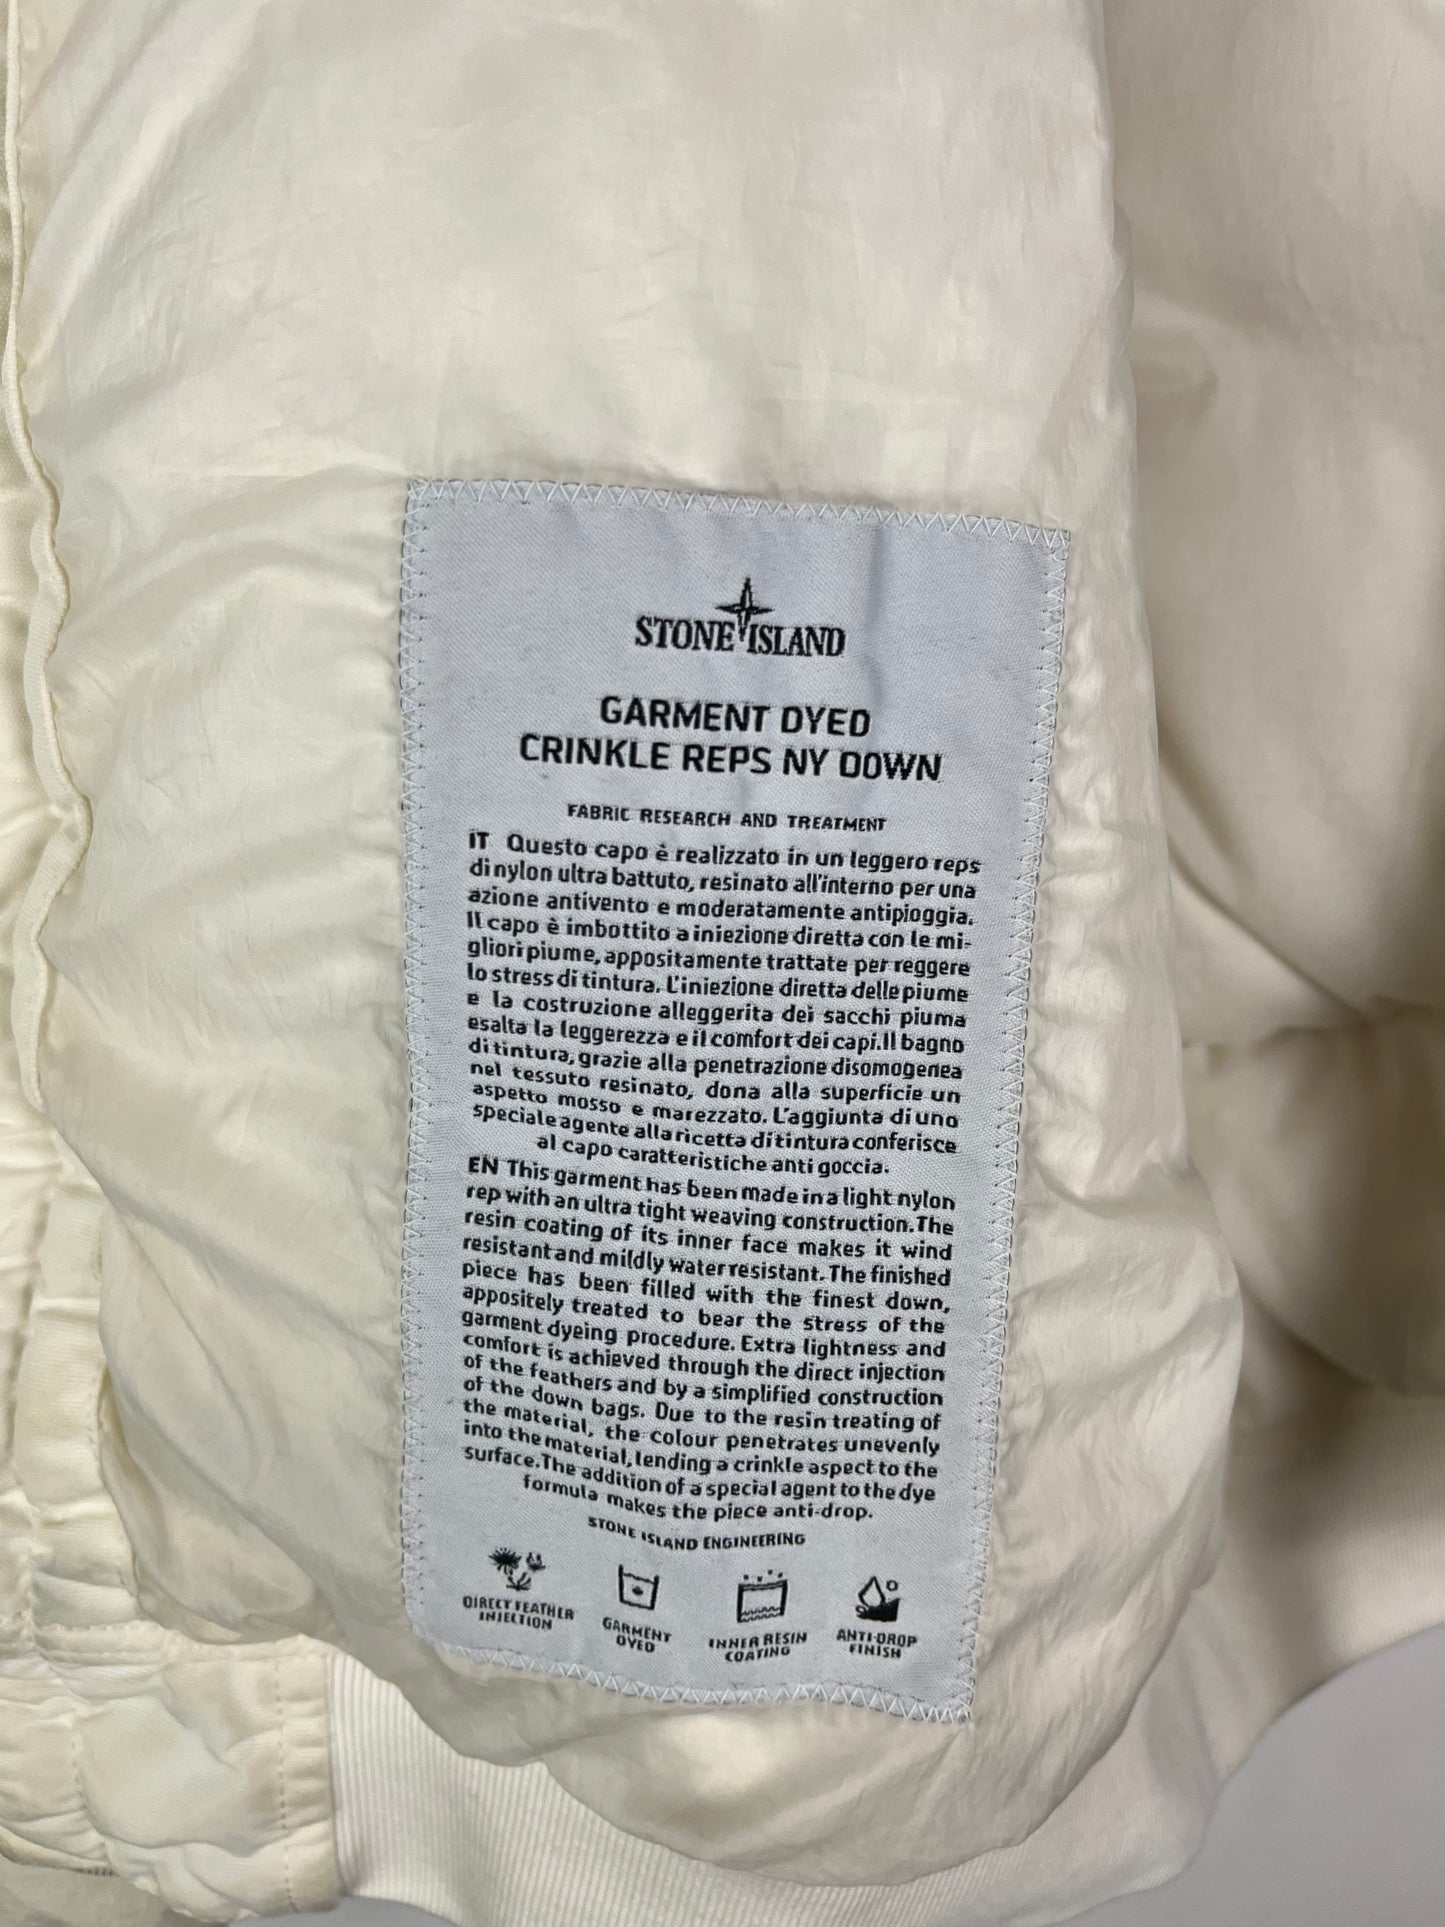 STONE ISLAND
GARMENT DYED
CRINKLE REPS NY DOWN
FABRIC RESEARCH AND TREATMENT
IT Questo capo è realizzato in un leggero reps
di nylon ultra battuto, resinato all'interno per una
azione antivento e moderatamente antipioggia.
Il capo è imbottito a iniezione diretta con le mi-
gliori piume, appositamente trattate per reggere
lo stress di tintura. L'iniezione diretta delle piume
e la costruzione alleggerita dei sacchi piuma
esalta la leggerezza e il comfort dei capi. Il bagno
di tintura, grazie alla penetrazione disomogenea
nel tessuto resinato, dona alla superficie un
aspetto mosso e marezzato. L'aggiunta di uno
speciale agente alla ricetta di tintura conferisce
al capo caratteristiche anti goccia.
EN This garment has been made in a light nylon
rep with an ultra tight weaving construction. The
resin coating of its inner face makes it wind
resistant and mildly water resistant. The finished
piece has been filled with the finest down,
appositely treated to bear the stress of the
garment dyeing procedure. Extra lightness and
comfort is achieved through the direct injection
of the feathers and by a simplified construction
of the down bags. Due to the resin treating of
the material, the colour penetrates unevenly
into the material, lending a crinkle aspect to the
surface. The addition of a special agent to the dye
formula makes the piece anti-drop.
STONE ISLAND ENGINEERING
DIRECT FEATHER
INJECTION
GARMENT
DYED
INNER RESIN
COATING
ANTI-DROP
FINISH